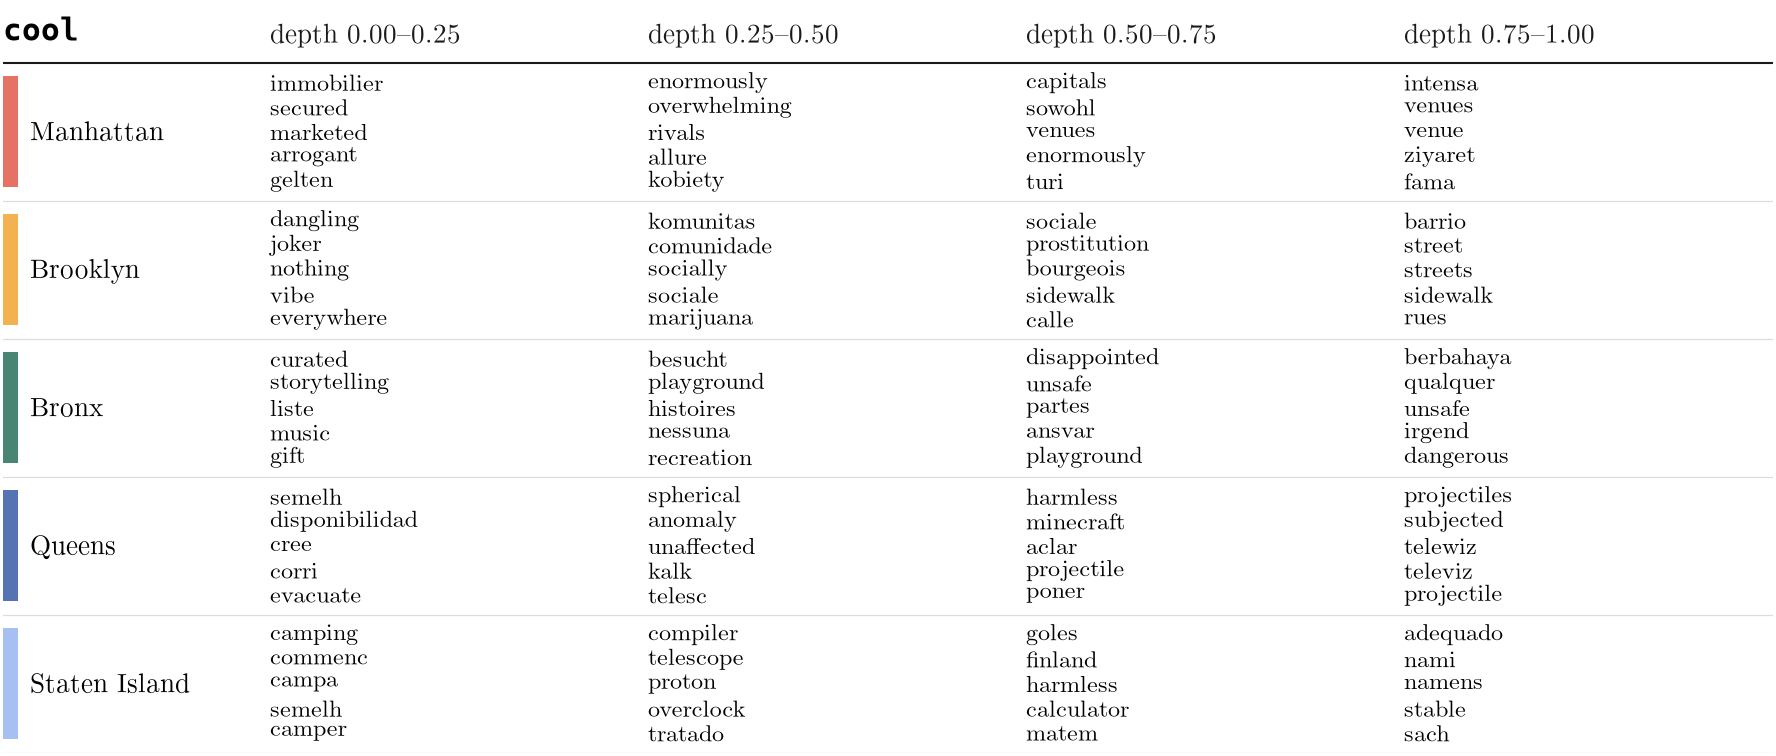 cool depth 0.00–0.25 depth 0.25–0.50 depth 0.50–0.75 depth 0.75–1.00
Manhattan
immobilier enormously capitals intensa
secured overwhelming sowohl venues
marketed rivals venues venue
arrogant allure enormously ziyaret
gelten kobiety turi fama
Brooklyn
dangling komunitas sociale barrio
joker comunidade prostitution street
nothing socially bourgeois streets
vibe sociale sidewalk sidewalk
everywhere marijuana calle rues
Bronx
curated besucht disappointed berbahaya
storytelling playground unsafe qualquer
liste histoires partes unsafe
music nessuna ansvar irgend
gift recreation playground dangerous
Queens
semelh spherical harmless projectiles
disponibilidad anomaly minecraft subjected
cree unaffected aclar telewiz
corri kalk projectile televiz
evacuate telesc poner projectile
Staten Island
camping compiler goles adequado
commenc telescope finland nami
campa proton harmless namens
semelh overclock calculator stable
camper tratado matem sach